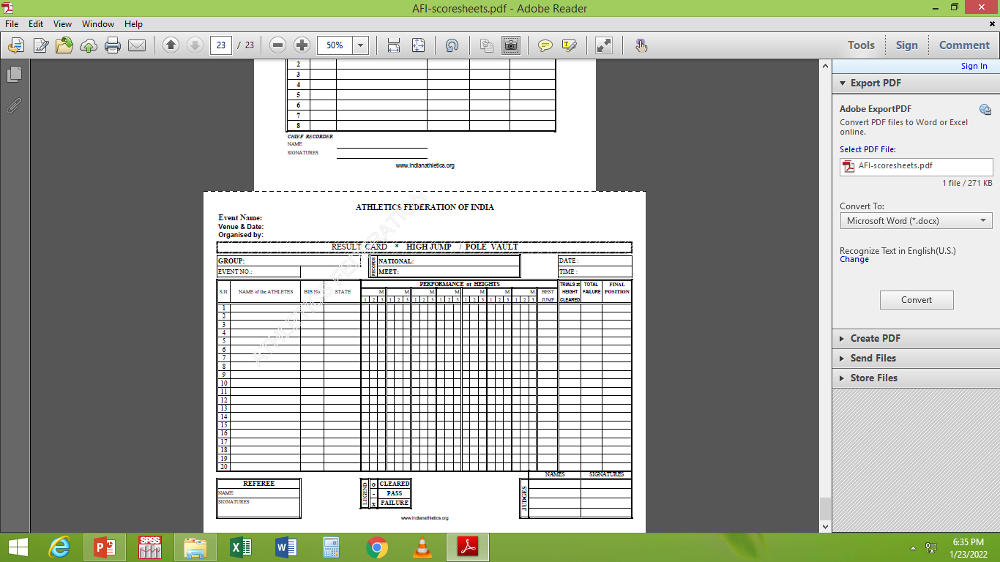 AFI-scoresheets.pdf - Adobe Reader
File Edit View Window Help
23 / 23 50% Tools Sign Comment
Sign In
Export PDF
Adobe ExportPDF
Convert PDF files to Word or Excel
online.
Select PDF File:
AFI-scoresheets.pdf
1 file / 271 KB
Convert To:
Microsoft Word (*.docx)
Recognize Text in English(U.S.)
Change
Convert
Create PDF
Send Files
Store Files
2
3
4
5
6
7
8
CHIEF RECORDER
NAME
SIGNATURES
www.indianathletics.org
ATHLETICS FEDERATION OF INDIA
ATHLETICS FEDERATION
Event Name:
Venue & Date:
Organised by:
RESULT CARD * HIGH JUMP / POLE VAULT
GROUP: RECORDS NATIONAL: DATE :
EVENT NO.: MEET: TIME :
PERFORMANCE at HEIGHTS
S.N. NAME of the ATHLETES BIB No. STATE M. M. M. M. M. M. M. BEST JUMP TRIALS at HEIGHT CLEARED TOTAL FAILURE FINAL POSITION
1 2 3 1 2 3 1 2 3 1 2 3 1 2 3 1 2 3 1 2 3
1
2
3
4
5
6
7
8
9
10
11
12
13
14
15
16
17
18
19
20
NAMES SIGNATURES
REFEREE
NAME:
SIGNATURES
LEGEND
o CLEARED
- PASS
x FAILURE
JUDGES
www.indianathletics.org
SPSS
6:35 PM
1/23/2022